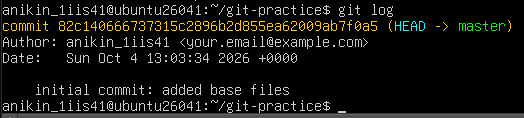 anikin_1iis41@ubuntu26041:~/git-practice$ git log
commit 82c140666737315c2896b2d855ea62009ab7f0a5 (HEAD -> master)
Author: anikin_1iis41 <your.email@example.com>
Date:   Sun Oct 4 13:03:34 2026 +0000

    initial commit: added base files
anikin_1iis41@ubuntu26041:~/git-practice$ _